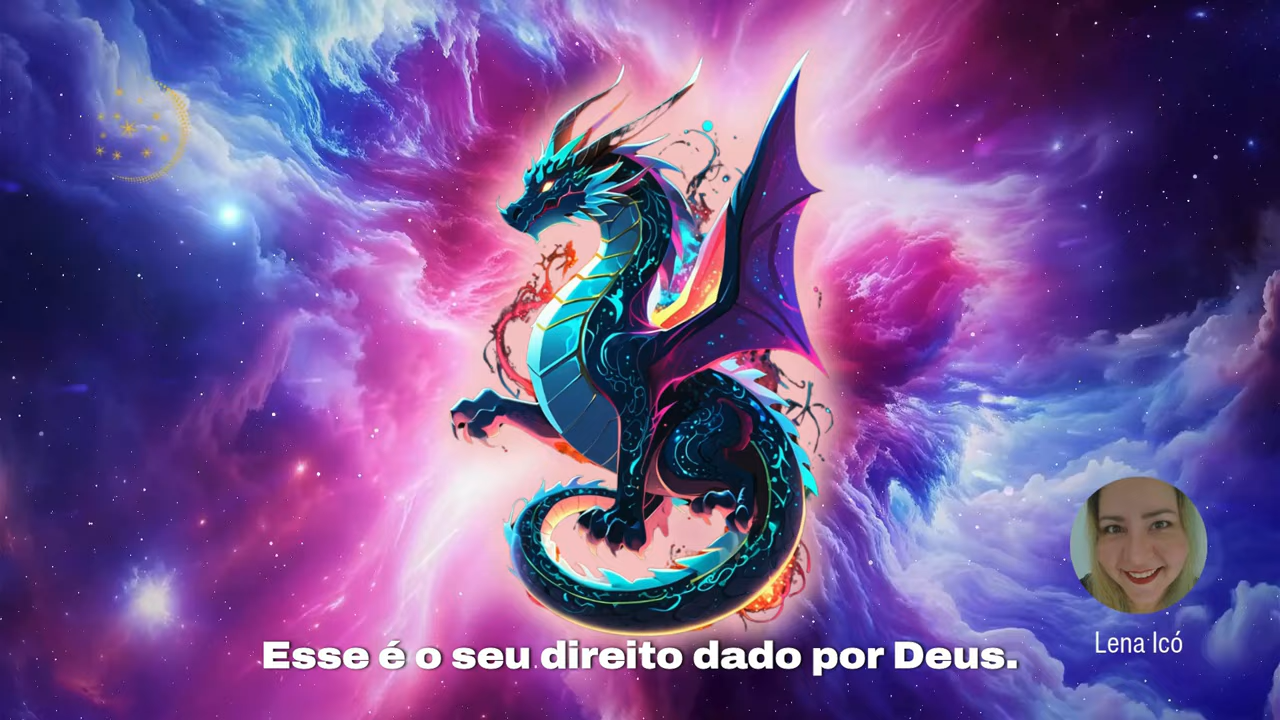 Esse é o seu direito dado por Deus.
Lena Icó